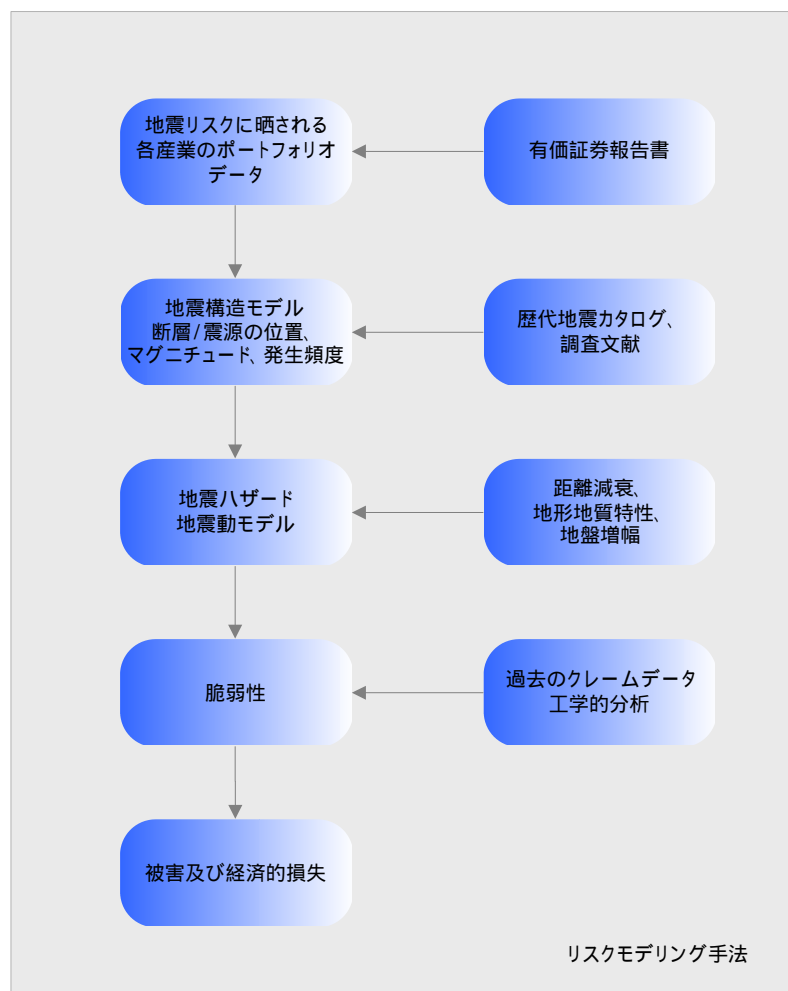 地震リスクに晒される
各産業のポートフォリオ
データ
有価証券報告書
地震構造モデル
断層/震源の位置、
マグニチュード、発生頻度
歴代地震カタログ、
調査文献
地震ハザード
地震動モデル
距離減衰、
地形地質特性、
地盤増幅
脆弱性
過去のクレームデータ
工学的分析
被害及び経済的損失
リスクモデリング手法